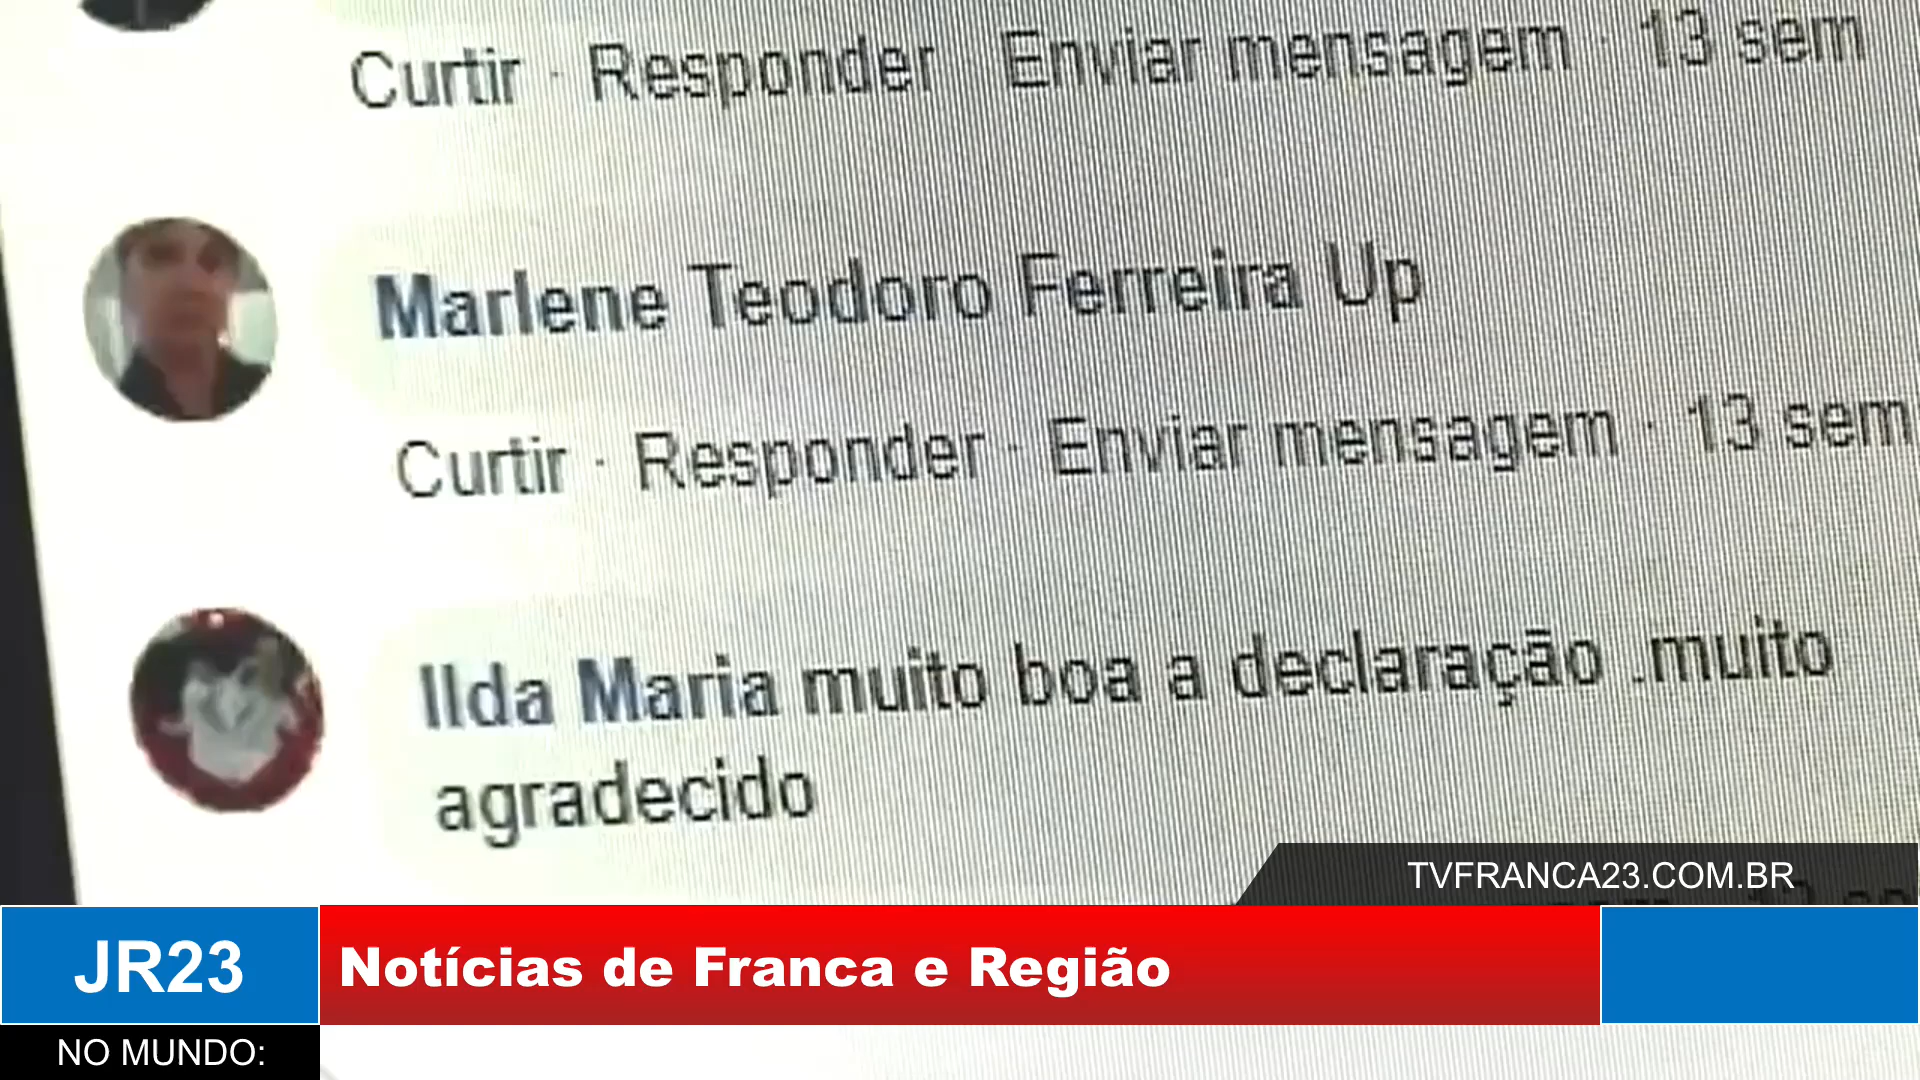 Curtir · Responder · Enviar mensagem · 13 sem
Marlene Teodoro Ferreira Up
Curtir · Responder · Enviar mensagem · 13 sem
Ilda Maria muito boa a declaração .muito
agradecido
TVFRANCA23.COM.BR
JR23
Notícias de Franca e Região
NO MUNDO: